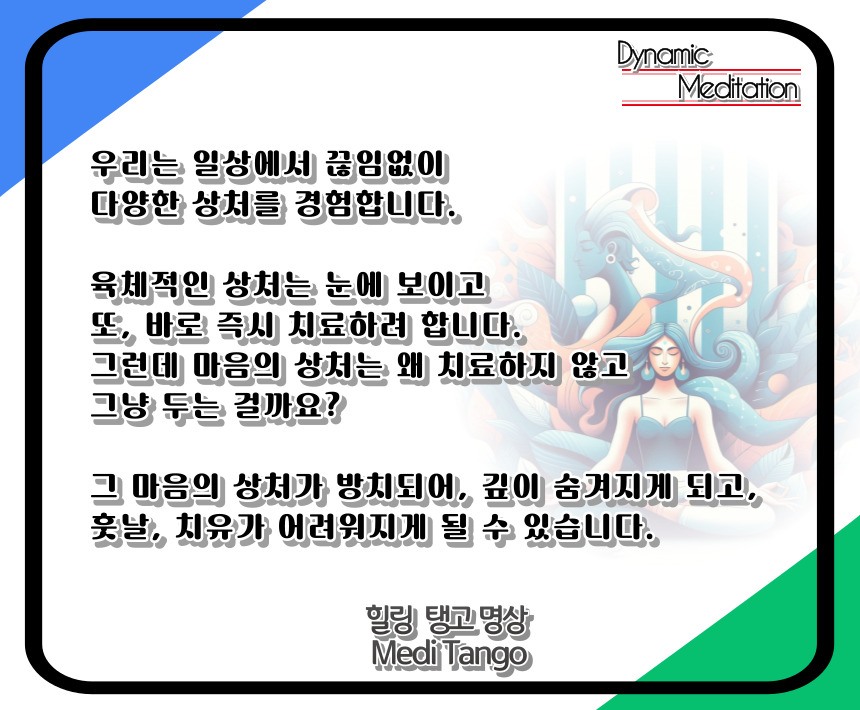 Dynamic
Meditation
우리는 일상에서 끊임없이
다양한 상처를 경험합니다.
육체적인 상처는 눈에 보이고
또, 바로 즉시 치료하려 합니다.
그런데 마음의 상처는 왜 치료하지 않고
그냥 두는 걸까요?
그 마음의 상처가 방치되어, 깊이 숨겨지게 되고,
훗날, 치유가 어려워지게 될 수 있습니다.
힐링 탱고 명상
Medi Tango